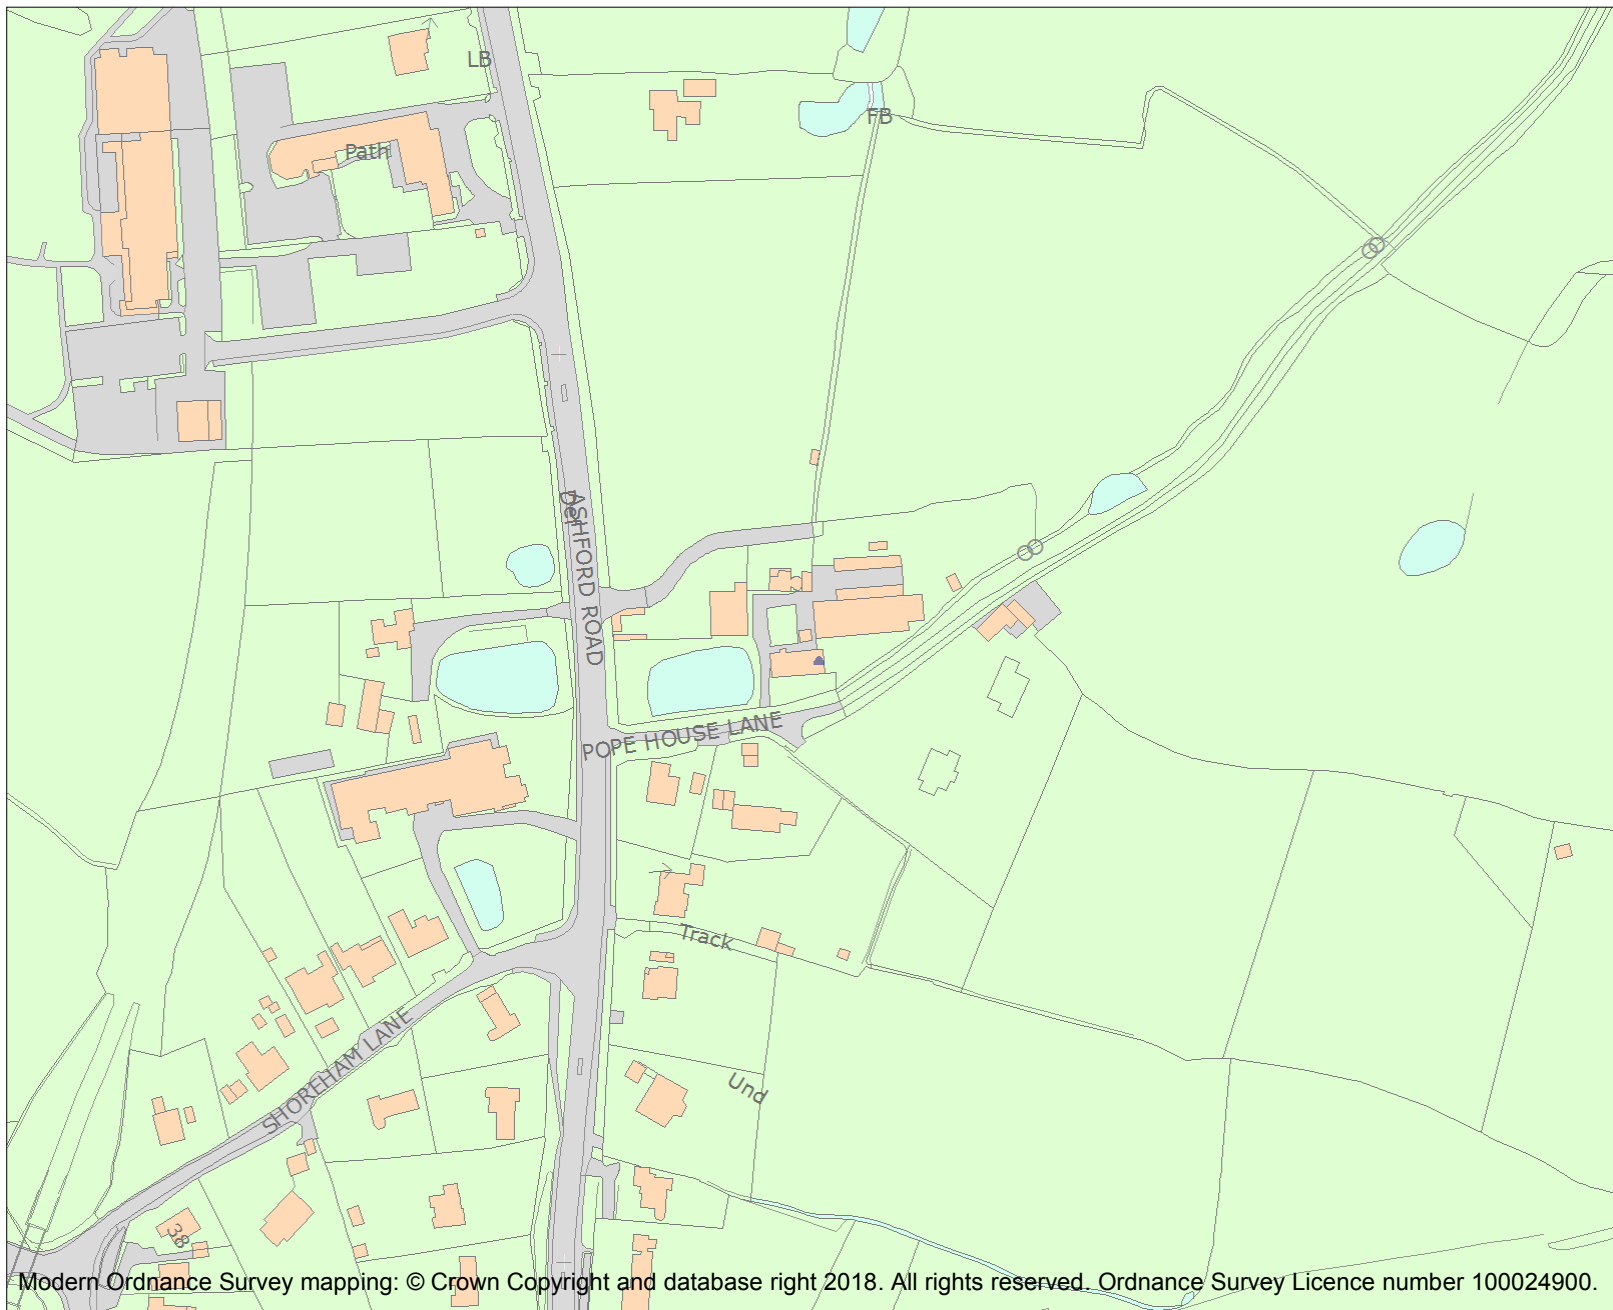 LB
FB
Path
ASHFORD ROAD
Def
POPE HOUSE LANE
Track
SHOREHAM LANE
Und
38
Modern Ordnance Survey mapping: © Crown Copyright and database right 2018. All rights reserved. Ordnance Survey Licence number 100024900.